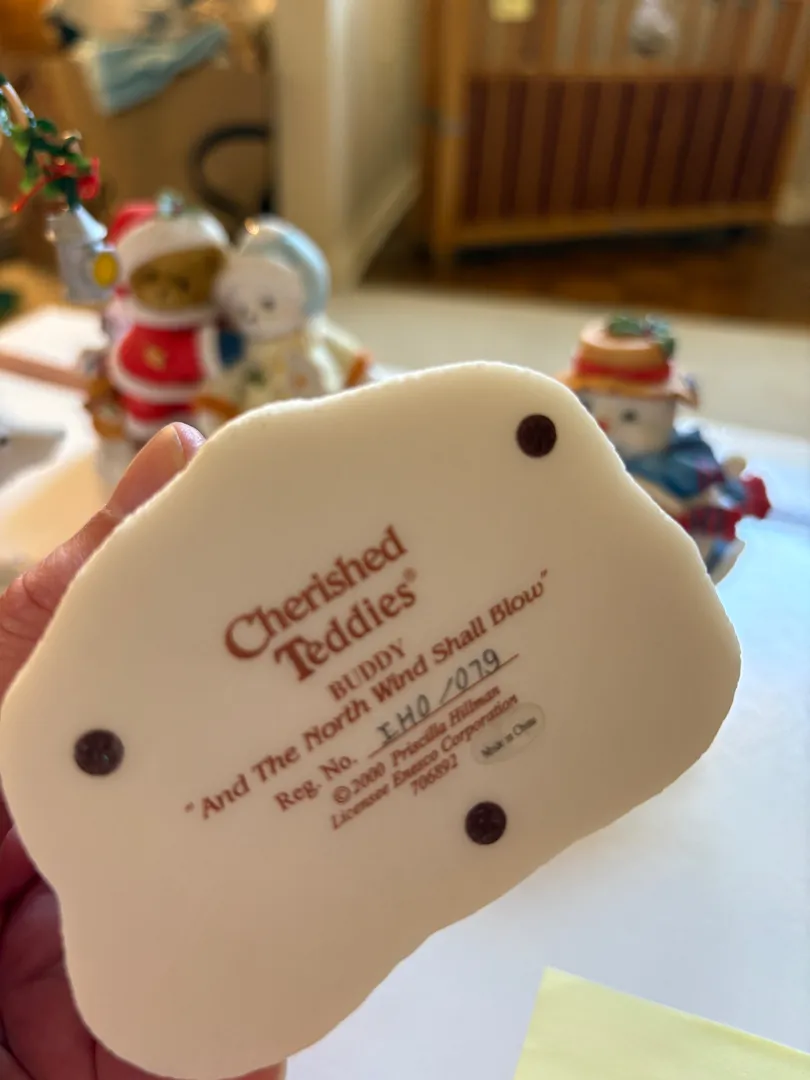 Cherished
Teddies®
BUDDY
"And The North Wind Shall Blow"
Reg. No. IH0/079
©2000 Priscilla Hillman
Licensee Enesco Corporation
706892
Made in China